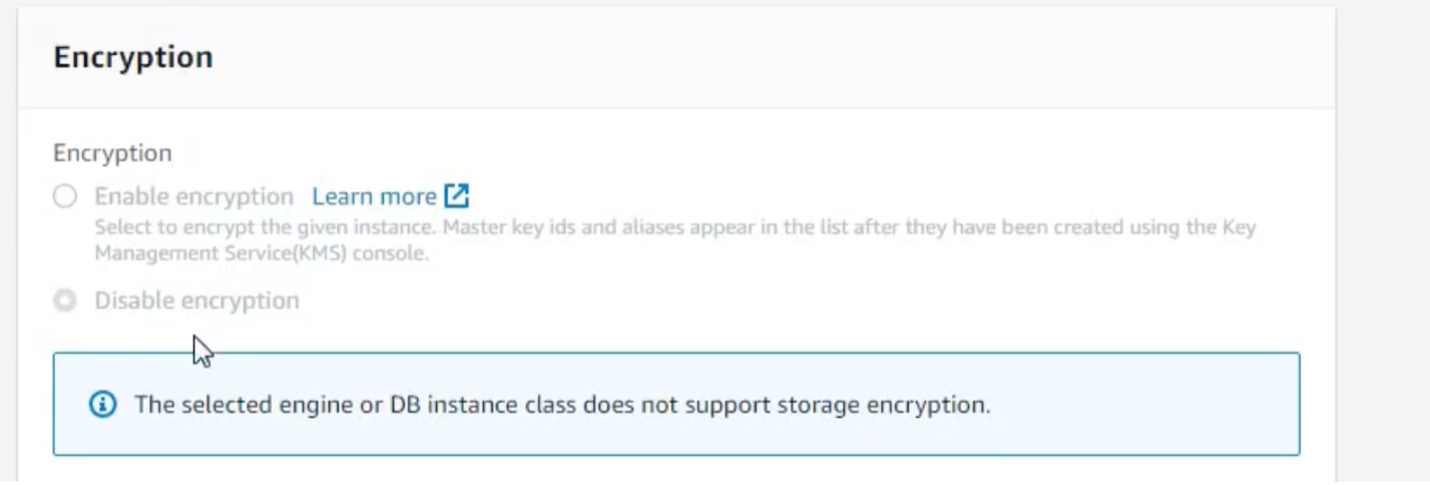 Encryption
Encryption
Enable encryption Learn more
Select to encrypt the given instance. Master key ids and aliases appear in the list after they have been created using the Key
Management Service(KMS) console.
Disable encryption
The selected engine or DB instance class does not support storage encryption.